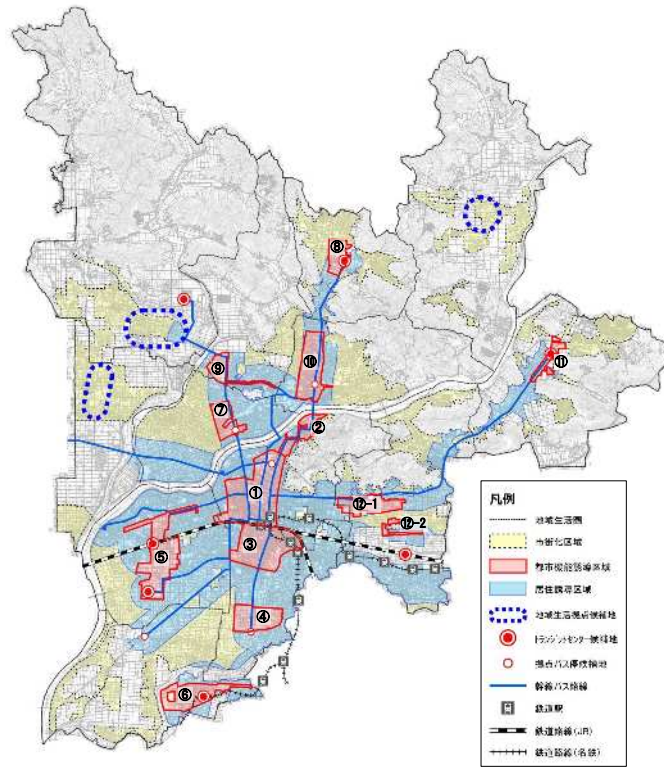 ⑧
⑩
⑪
⑨
⑦
②
①
⑫-1
⑫-2
③
⑤
④
⑥
凡例
地域生活圏
市街化区域
都市機能誘導区域
居住誘導区域
地域生活拠点候補地
トランジットセンター候補地
拠点バス停候補地
幹線バス路線
鉄道駅
鉄道路線(JR)
鉄道路線(名鉄)